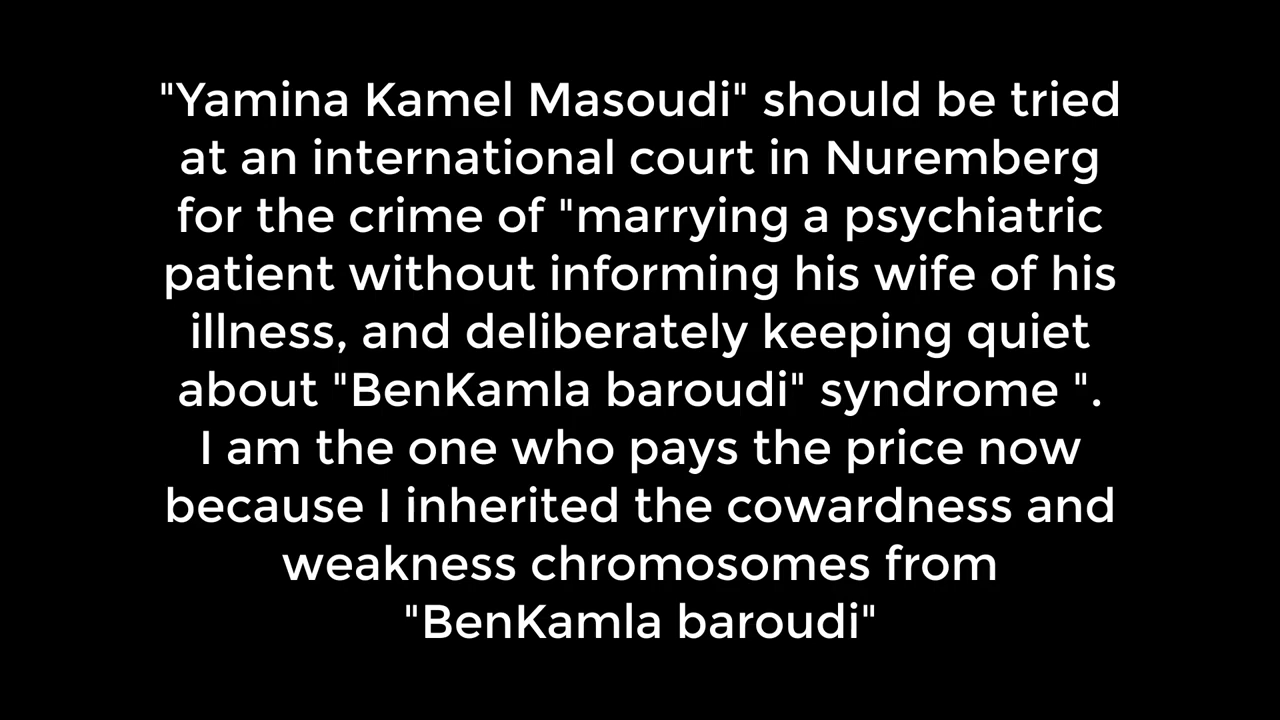 "Yamina Kamel Masoudi" should be tried
at an international court in Nuremberg
for the crime of "marrying a psychiatric
patient without informing his wife of his
illness, and deliberately keeping quiet
about "BenKamla baroudi" syndrome ".
I am the one who pays the price now
because I inherited the cowardness and
weakness chromosomes from
"BenKamla baroudi"